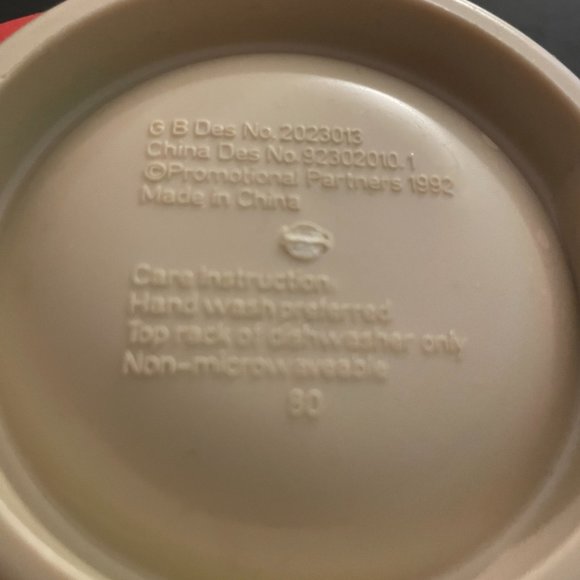 G B Des No. 2023013
China Des No. 92302010.1
©Promotional Partners 1992
Made in China
Care Instruction
Hand wash preferred
Top rack of dishwasher only
Non-microwaveable
80